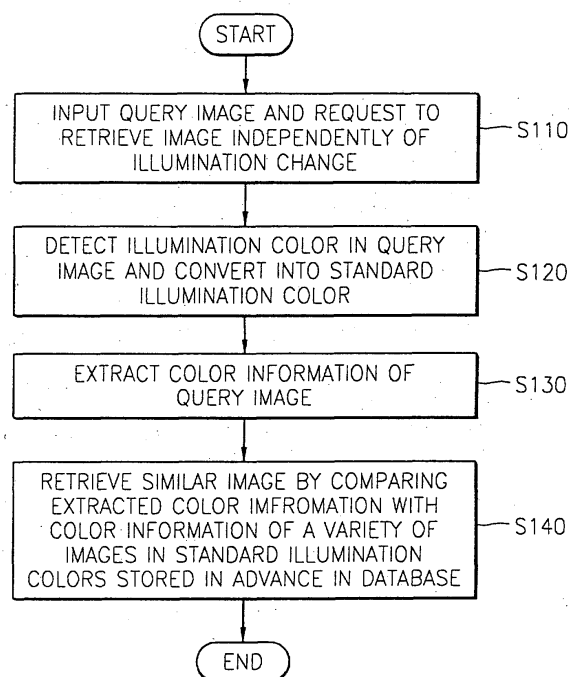 START
INPUT QUERY IMAGE AND REQUEST TO
RETRIEVE IMAGE INDEPENDENTLY OF
ILLUMINATION CHANGE
S110
DETECT ILLUMINATION COLOR IN QUERY
IMAGE AND CONVERT INTO STANDARD
ILLUMINATION COLOR
S120
EXTRACT COLOR INFORMATION OF
QUERY IMAGE
S130
RETRIEVE SIMILAR IMAGE BY COMPARING
EXTRACTED COLOR IMFROMATION WITH
COLOR INFORMATION OF A VARIETY OF
IMAGES IN STANDARD ILLUMINATION
COLORS STORED IN ADVANCE IN DATABASE
S140
END